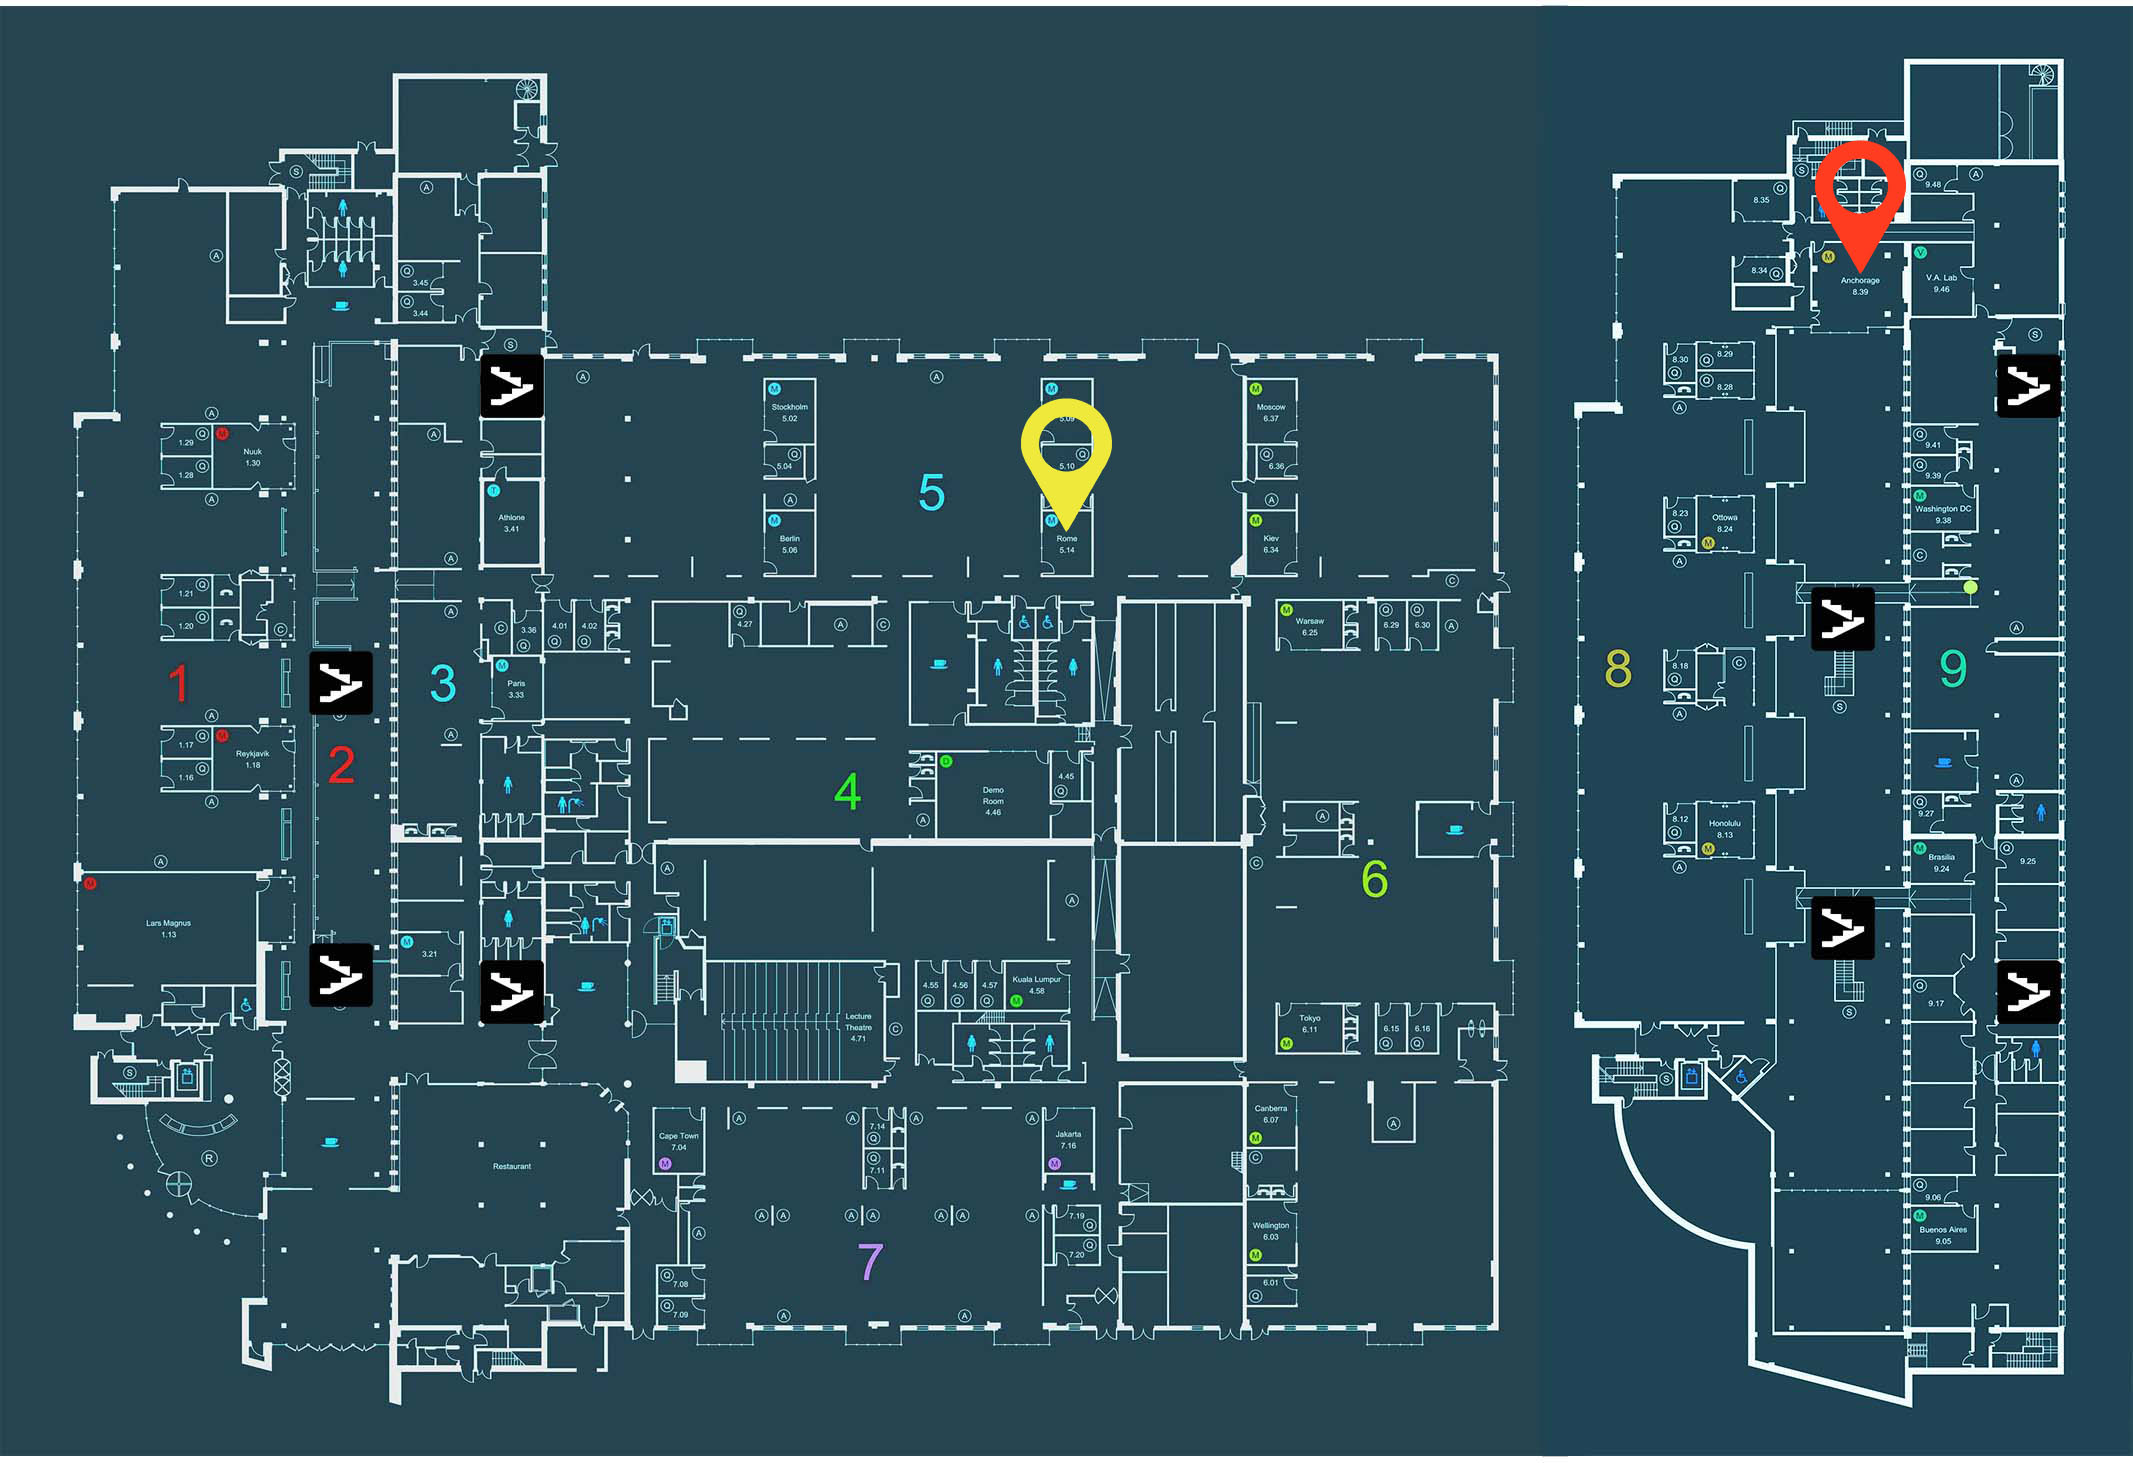 S
A
A
Q
3.45
Q
3.44
S
A
A
M
Stockholm
5.02
Q
5.04
A
M
Berlin
5.06
5
M
5.09
Q
5.10
M
Rome
5.14
M
Moscow
6.37
Q
6.36
A
M
Kiev
6.34
A
1.29
Q
M
Nuuk
1.30
1.28
Q
A
A
T
Athlone
3.41
A
1.21
Q
1.20
Q
C
A
C
3.36
Q
4.01
Q
4.02
Q
Q
4.27
A
C
M
Warsaw
6.25
Q
6.29
Q
6.30
A
C
1
3
M
Paris
3.33
A
A
2
1.17
Q
M
Reykjavik
1.18
1.16
Q
A
4
D
Demo
Room
4.46
4.45
Q
A
A
C
6
A
M
Lars Magnus
1.13
M
3.21
A
A
4.55
Q
4.56
Q
4.57
Q
Kuala Lumpur
4.58
M
Lecture
Theatre
4.71
C
Tokyo
6.11
M
6.15
Q
6.16
Q
S
R
Restaurant
Cape Town
7.04
M
A
A
7.14
Q
Q
7.11
A
A
Jakarta
7.16
M
Canberra
6.07
M
C
A
A
A
A
A
A
A
A
A
7.19
Q
Q
7.20
Wellington
6.03
M
7
Q
7.08
Q
7.09
A
A
6.01
Q
S
Q
8.35
Q
9.48
A
M
Anchorage
8.39
V
V.A. Lab
9.46
8.34
Q
S
8.30
Q
Q
8.29
Q
8.28
A
Q
9.41
Q
9.39
M
Washington DC
9.38
8.23
Q
Ottowa
8.24
M
A
C
A
8
8.18
Q
C
A
S
9
A
8.12
Q
Honolulu
8.13
M
A
Q
9.27
M
Brasilia
9.24
Q
9.25
Q
9.17
S
S
Q
9.06
M
Buenos Aires
9.05